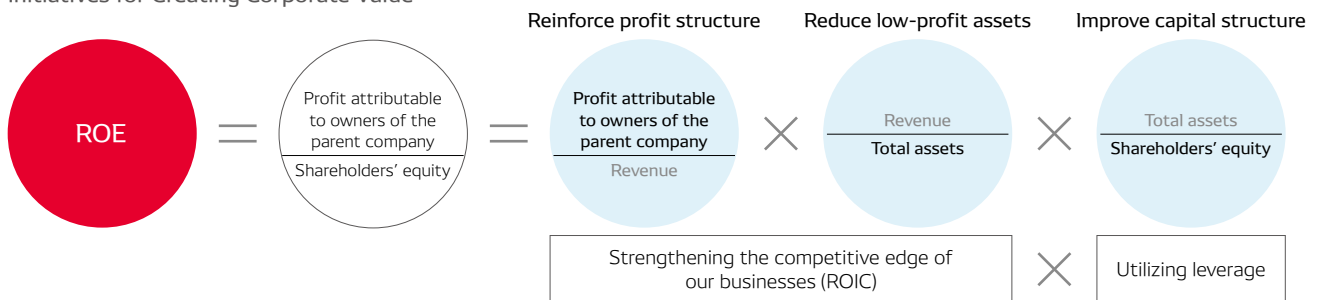 Initiatives for Creating Corporate Value
Reinforce profit structure
Reduce low-profit assets
Improve capital structure
ROE
=
Profit attributable
to owners of the
parent company
Shareholders’ equity
=
Profit attributable
to owners of the
parent company
Revenue
×
Revenue
Total assets
×
Total assets
Shareholders’ equity
Strengthening the competitive edge of
our businesses (ROIC)
×
Utilizing leverage